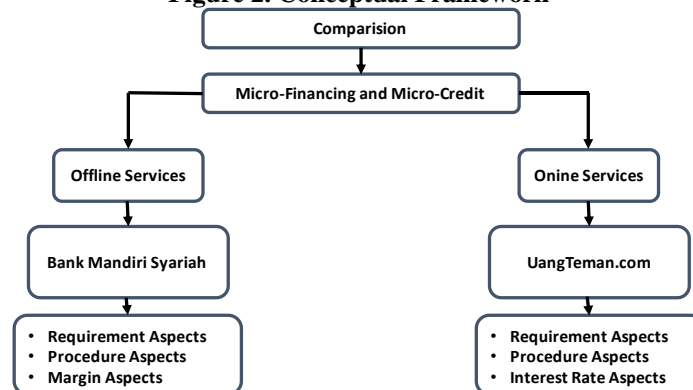 Figure 2. Conceptual Framework
Comparision
Micro-Financing and Micro-Credit
Offline Services
Onine Services
Bank Mandiri Syariah
UangTeman.com
• Requirement Aspects
• Procedure Aspects
• Margin Aspects
• Requirement Aspects
• Procedure Aspects
• Interest Rate Aspects